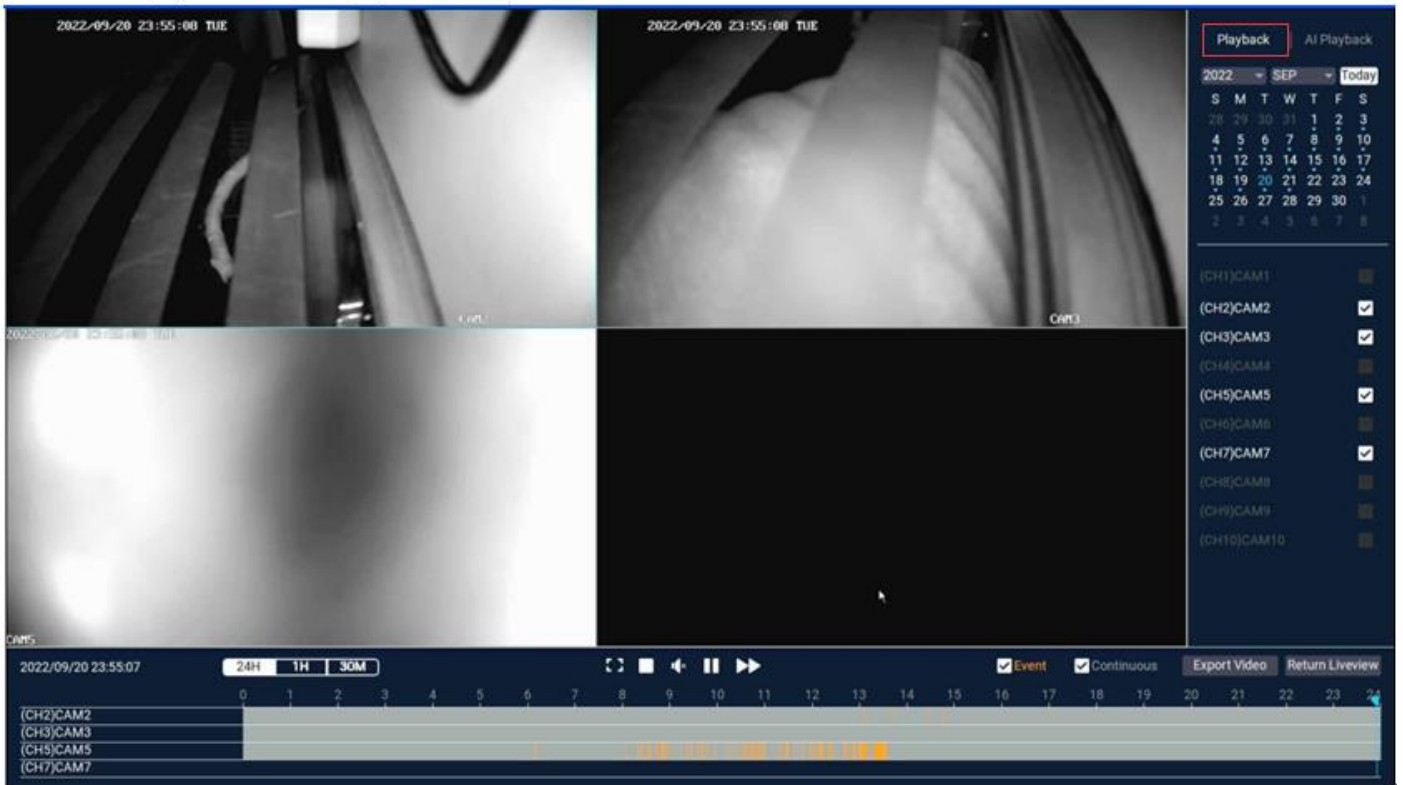 2022/09/20 23:55:08 TUE
2022/09/20 23:55:08 TUE
CAM3
CAM5
Playback
AI Playback
2022 SEP Today
S M T W T F S
28 29 30 31 1 2 3
4 5 6 7 8 9 10
11 12 13 14 15 16 17
18 19 20 21 22 23 24
25 26 27 28 29 30 1
2 3 4 5 6 7 8
(CH1)CAM1
(CH2)CAM2
(CH3)CAM3
(CH4)CAM4
(CH5)CAM5
(CH6)CAM6
(CH7)CAM7
(CH8)CAM8
(CH9)CAM9
(CH10)CAM10
2022/09/20 23:55:07
24H 1H 30M
Event
Continuous
Export Video
Return Liveview
0 1 2 3 4 5 6 7 8 9 10 11 12 13 14 15 16 17 18 19 20 21 22 23 24
(CH2)CAM2
(CH3)CAM3
(CH5)CAM5
(CH7)CAM7